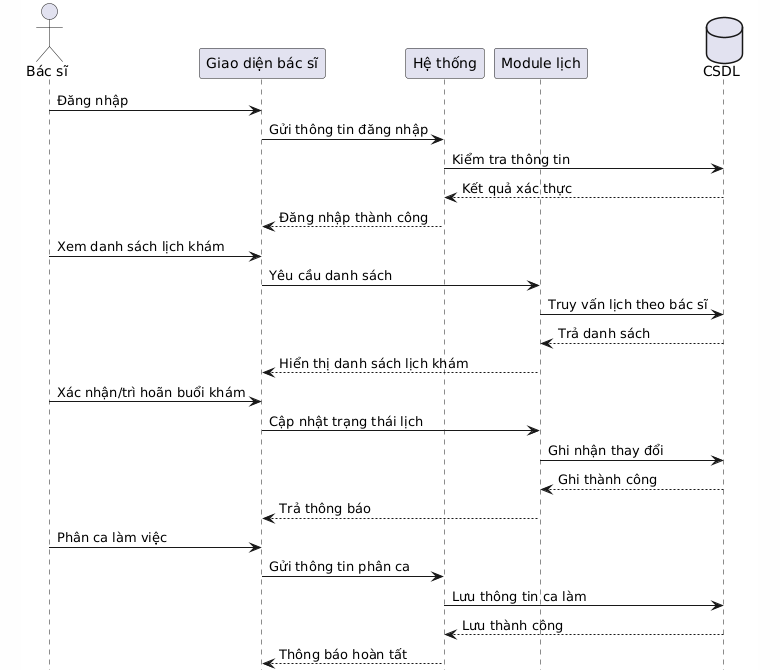 Bác sĩ
Giao diện bác sĩ
Hệ thống
Module lịch
CSDL
Đăng nhập
Gửi thông tin đăng nhập
Kiểm tra thông tin
Kết quả xác thực
Đăng nhập thành công
Xem danh sách lịch khám
Yêu cầu danh sách
Truy vấn lịch theo bác sĩ
Trả danh sách
Hiển thị danh sách lịch khám
Xác nhận/trì hoãn buổi khám
Cập nhật trạng thái lịch
Ghi nhận thay đổi
Ghi thành công
Trả thông báo
Phân ca làm việc
Gửi thông tin phân ca
Lưu thông tin ca làm
Lưu thành công
Thông báo hoàn tất